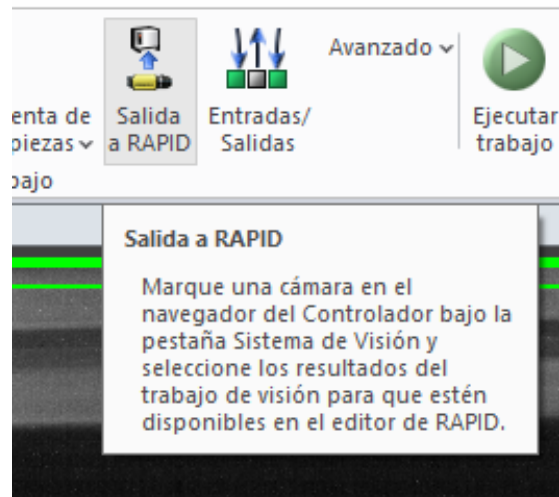 Avanzado
enta de
piezas
Salida
a RAPID
Entradas/
Salidas
Ejecutar
trabajo
bajo
Salida a RAPID
Marque una cámara en el
navegador del Controlador bajo la
pestaña Sistema de Visión y
seleccione los resultados del
trabajo de visión para que estén
disponibles en el editor de RAPID.